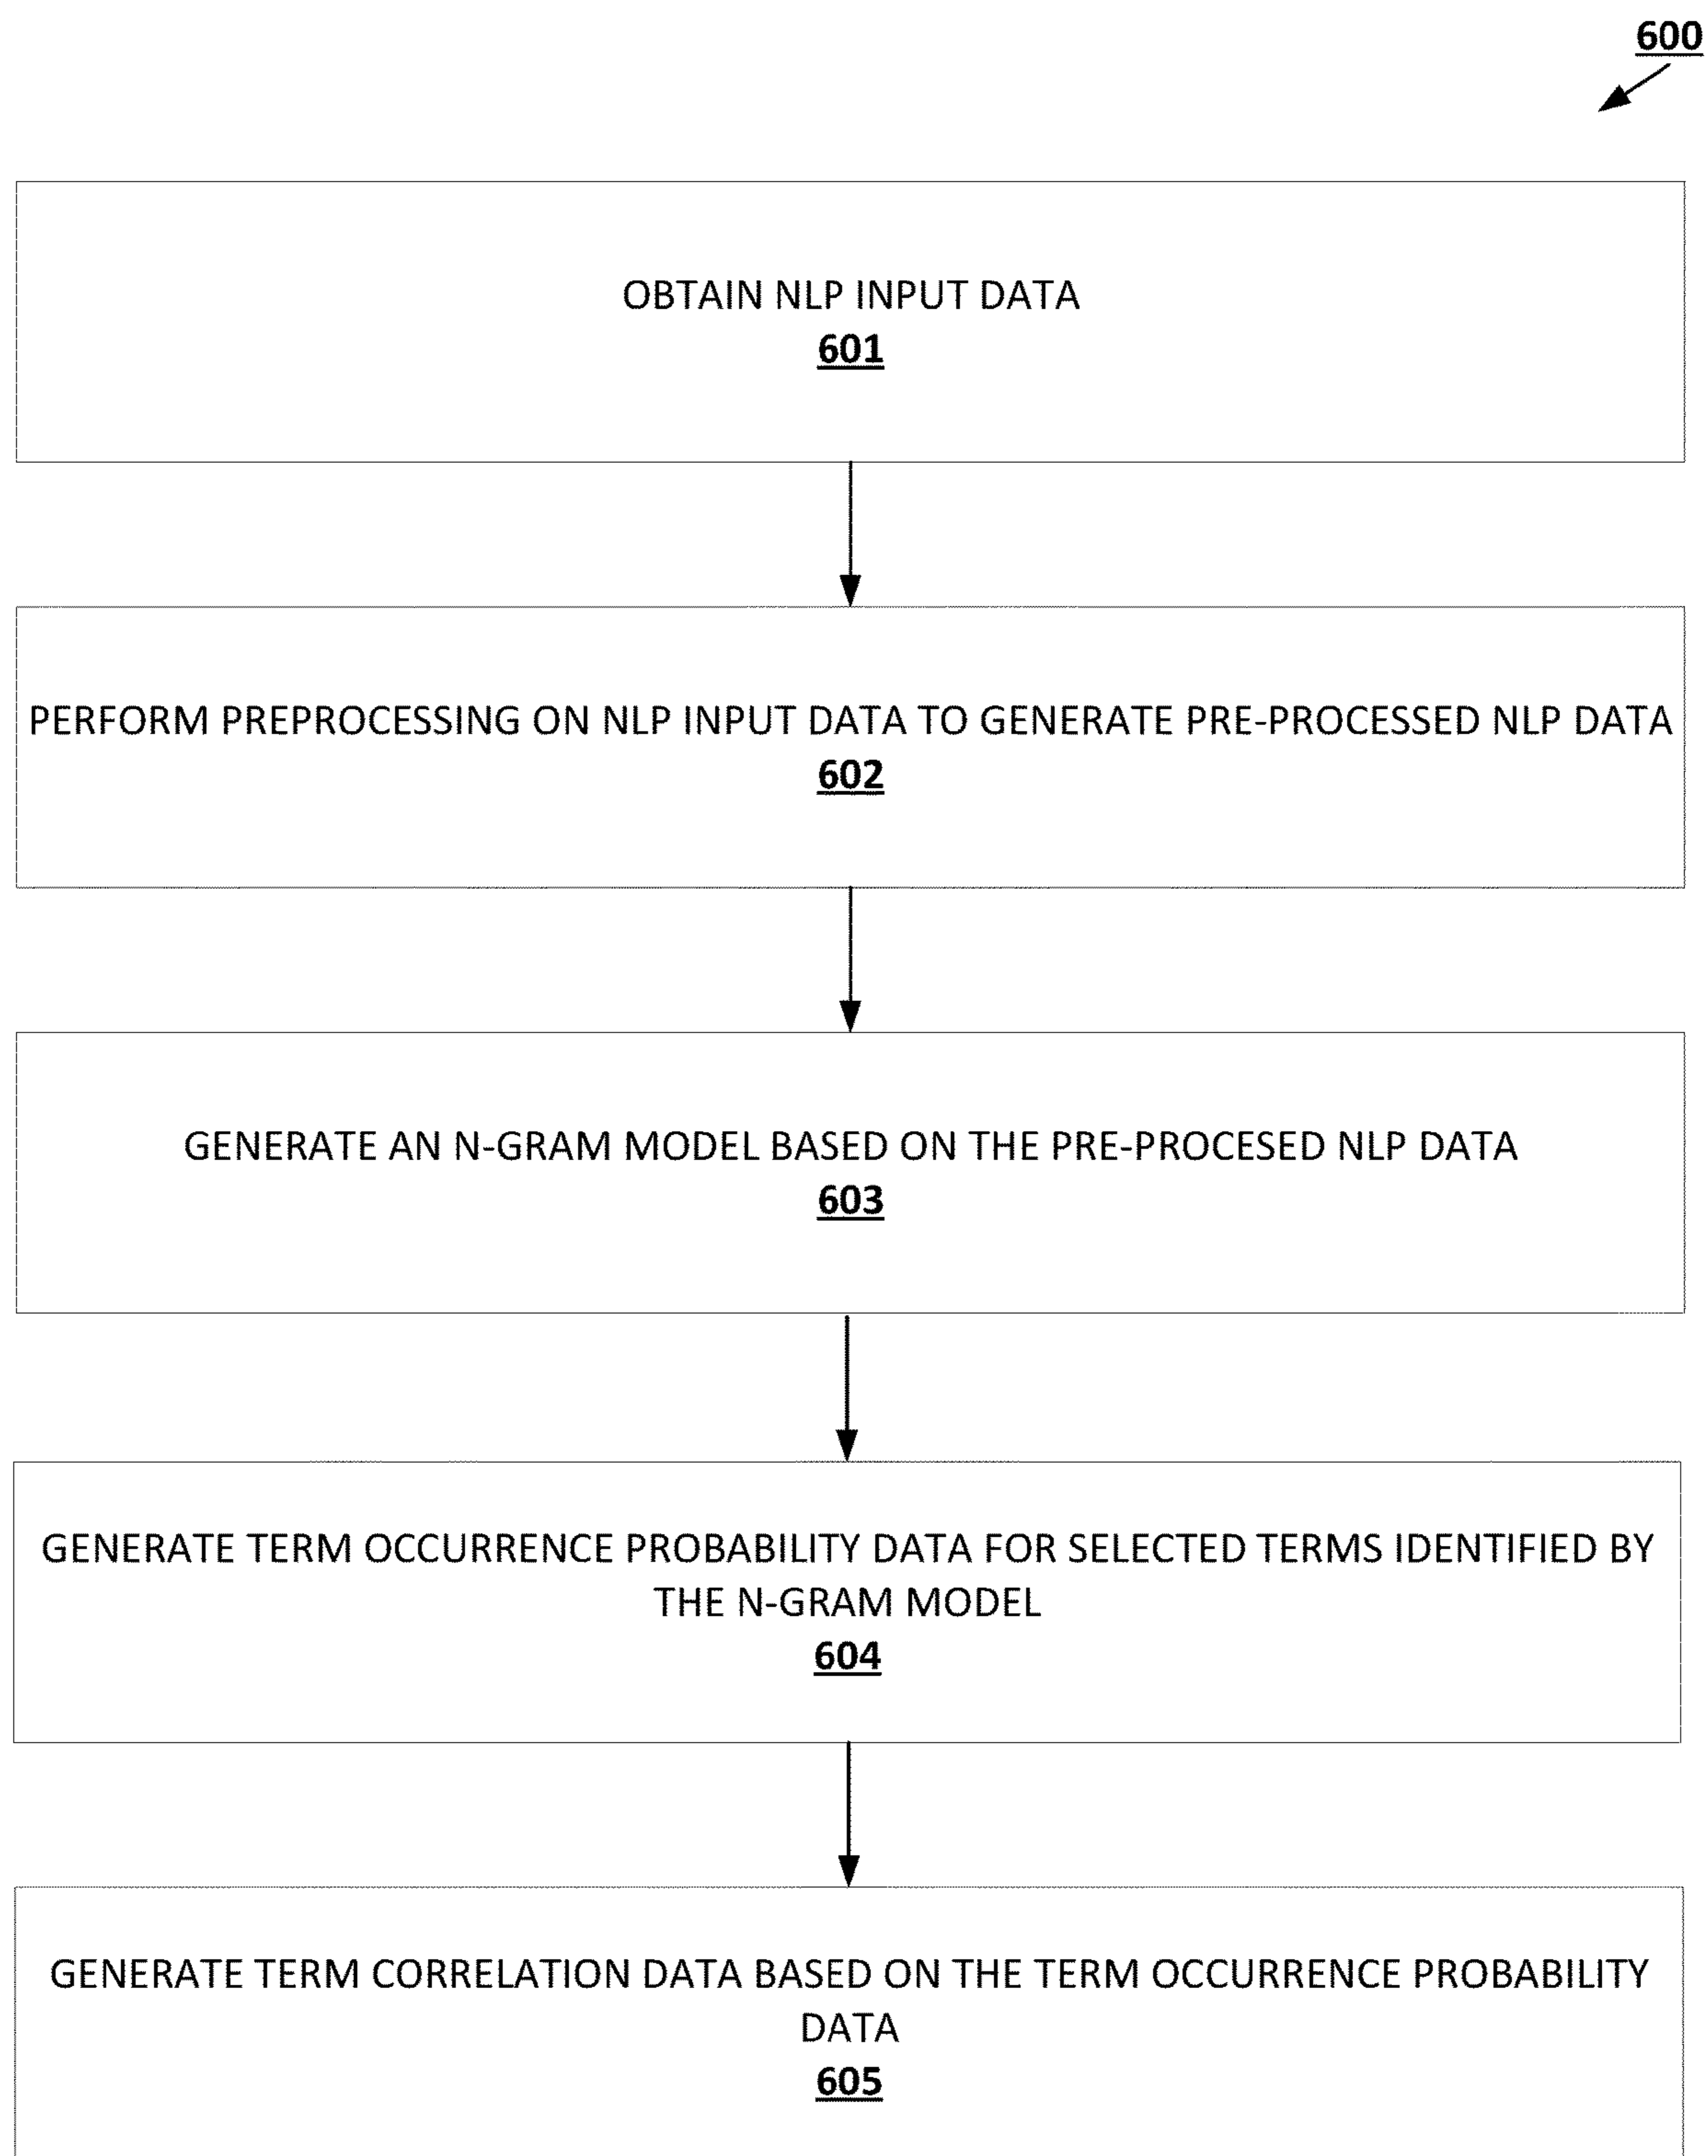 600
OBTAIN NLP INPUT DATA
601
PERFORM PREPROCESSING ON NLP INPUT DATA TO GENERATE PRE-PROCESSED NLP DATA
602
GENERATE AN N-GRAM MODEL BASED ON THE PRE-PROCESED NLP DATA
603
GENERATE TERM OCCURRENCE PROBABILITY DATA FOR SELECTED TERMS IDENTIFIED BY
THE N-GRAM MODEL
604
GENERATE TERM CORRELATION DATA BASED ON THE TERM OCCURRENCE PROBABILITY
DATA
605